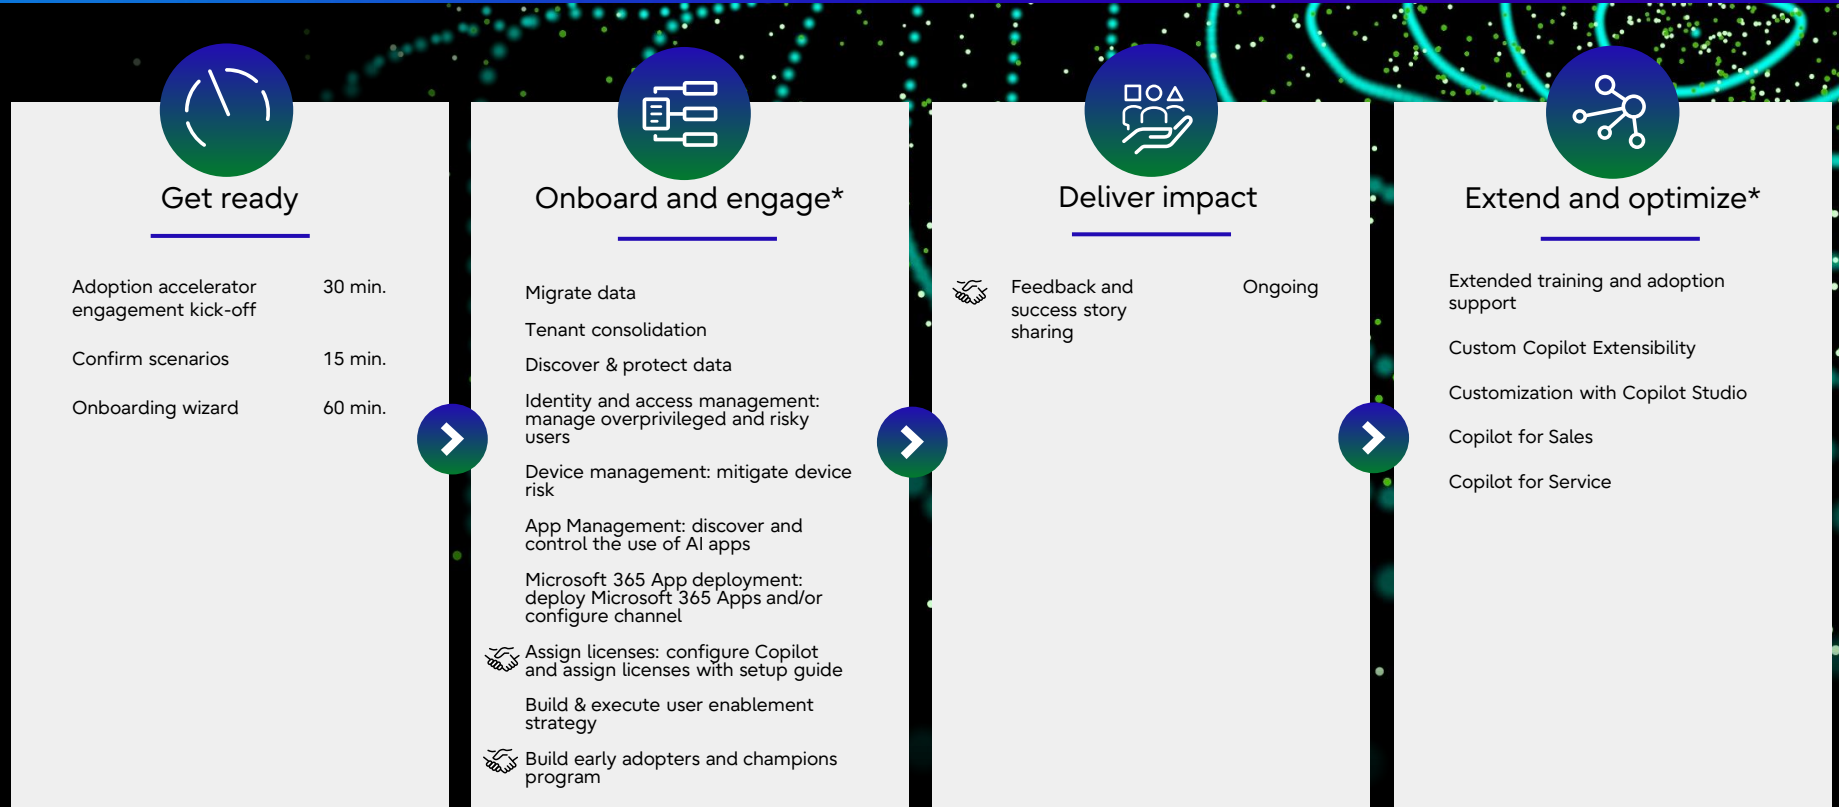 Get ready
Adoption accelerator
engagement kick-off
30 min.
Confirm scenarios
15 min.
Onboarding wizard
60 min.
Onboard and engage*
Migrate data
Tenant consolidation
Discover & protect data
Identity and access management:
manage overprivileged and risky
users
Device management: mitigate device
risk
App Management: discover and
control the use of AI apps
Microsoft 365 App deployment:
deploy Microsoft 365 Apps and/or
configure channel
Assign licenses: configure Copilot
and assign licenses with setup guide
Build & execute user enablement
strategy
Build early adopters and champions
program
Deliver impact
Feedback and
success story
sharing
Ongoing
Extend and optimize*
Extended training and adoption
support
Custom Copilot Extensibility
Customization with Copilot Studio
Copilot for Sales
Copilot for Service